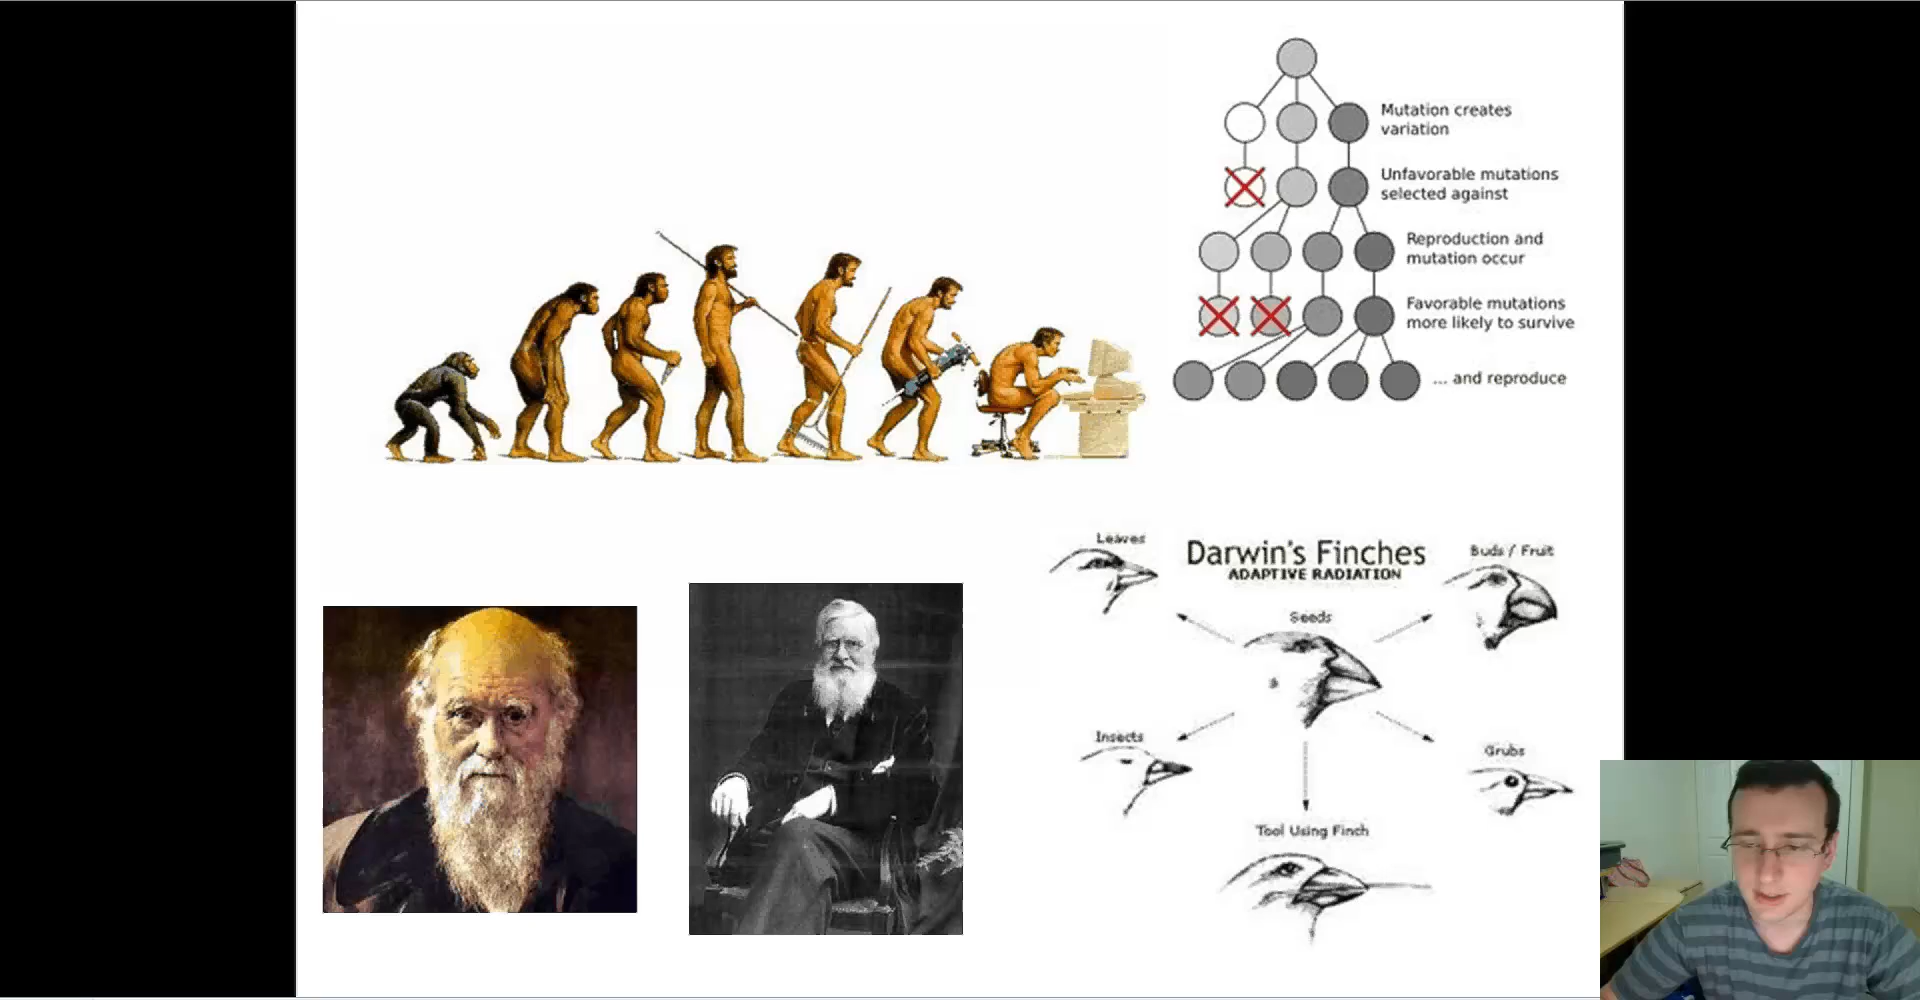 Mutation creates
variation
Unfavorable mutations
selected against
Reproduction and
mutation occur
Favorable mutations
more likely to survive
... and reproduce
Darwin's Finches
ADAPTIVE RADIATION
Leaves
Buds / Fruit
Seeds
Insects
Grubs
Tool Using Finch